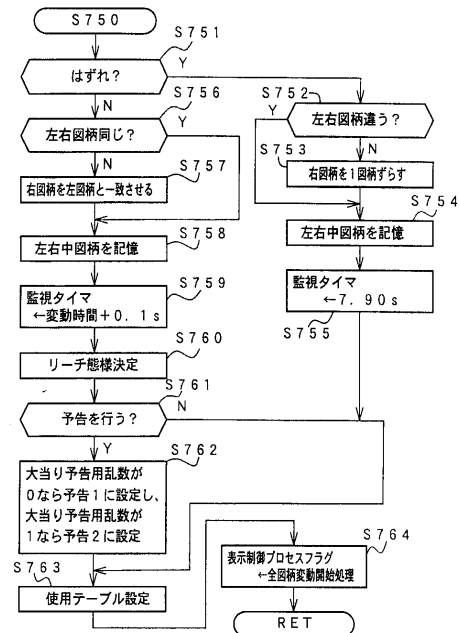 S750
S751
はずれ?
Y
N
S756
左右図柄同じ?
Y
N
S757
右図柄を左図柄と一致させる
S758
左右中図柄を記憶
S759
監視タイマ
←変動時間+0.1s
S760
リーチ態様決定
S761
予告を行う?
N
Y
S762
大当り予告用乱数が
0なら予告1に設定し、
大当り予告用乱数が
1なら予告2に設定
S763
使用テーブル設定
S752
Y
左右図柄違う?
S753
N
右図柄を1図柄ずらす
S754
左右中図柄を記憶
監視タイマ
←7.90s
S755
S764
表示制御プロセスフラグ
←全図柄変動開始処理
RET